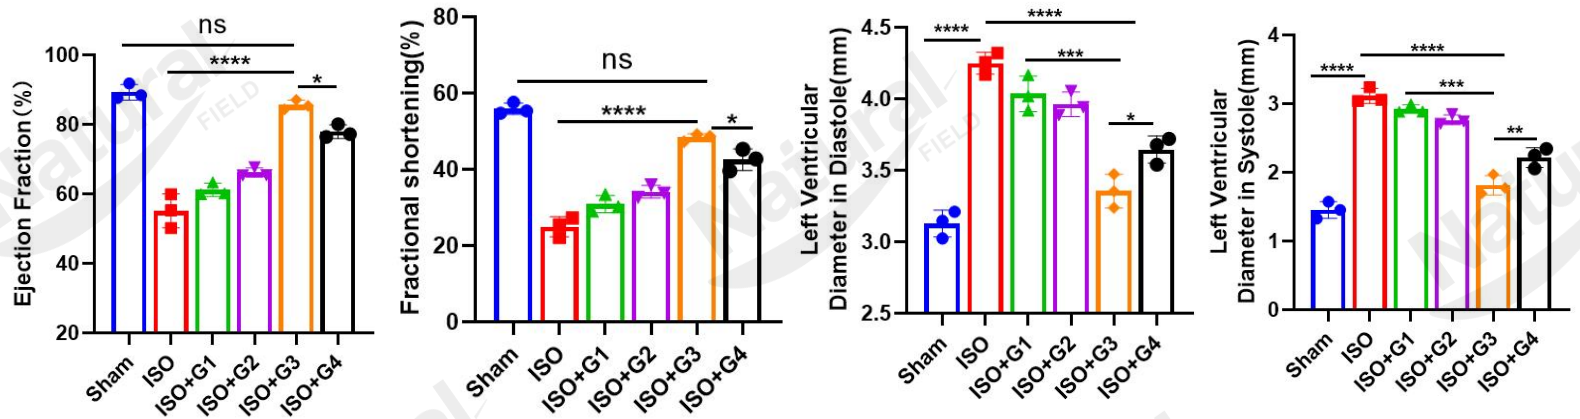 Ejection Fraction (%)
100
80
60
40
20
ns
****
*
Sham
ISO
ISO+G1
ISO+G2
ISO+G3
ISO+G4
Fractional shortening(%)
80
60
40
20
0
ns
****
*
Sham
ISO
ISO+G1
ISO+G2
ISO+G3
ISO+G4
Left Ventricular
Diameter in Diastole(mm)
4.5
4.0
3.5
3.0
2.5
****
****
***
*
Sham
ISO
ISO+G1
ISO+G2
ISO+G3
ISO+G4
Left Ventricular
Diameter in Systole(mm)
4
3
2
1
0
****
****
***
**
Sham
ISO
ISO+G1
ISO+G2
ISO+G3
ISO+G4
Natural
FIELD
Natural
FIELD